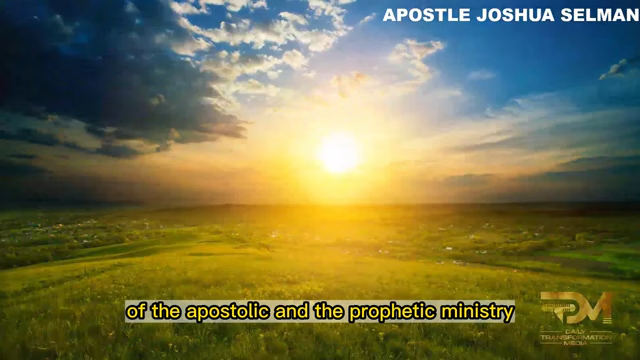 APOSTLE JOSHUA SELMAN
of the apostolic and the prophetic ministry
DAILY
TRANSFORMATION
MEDIA